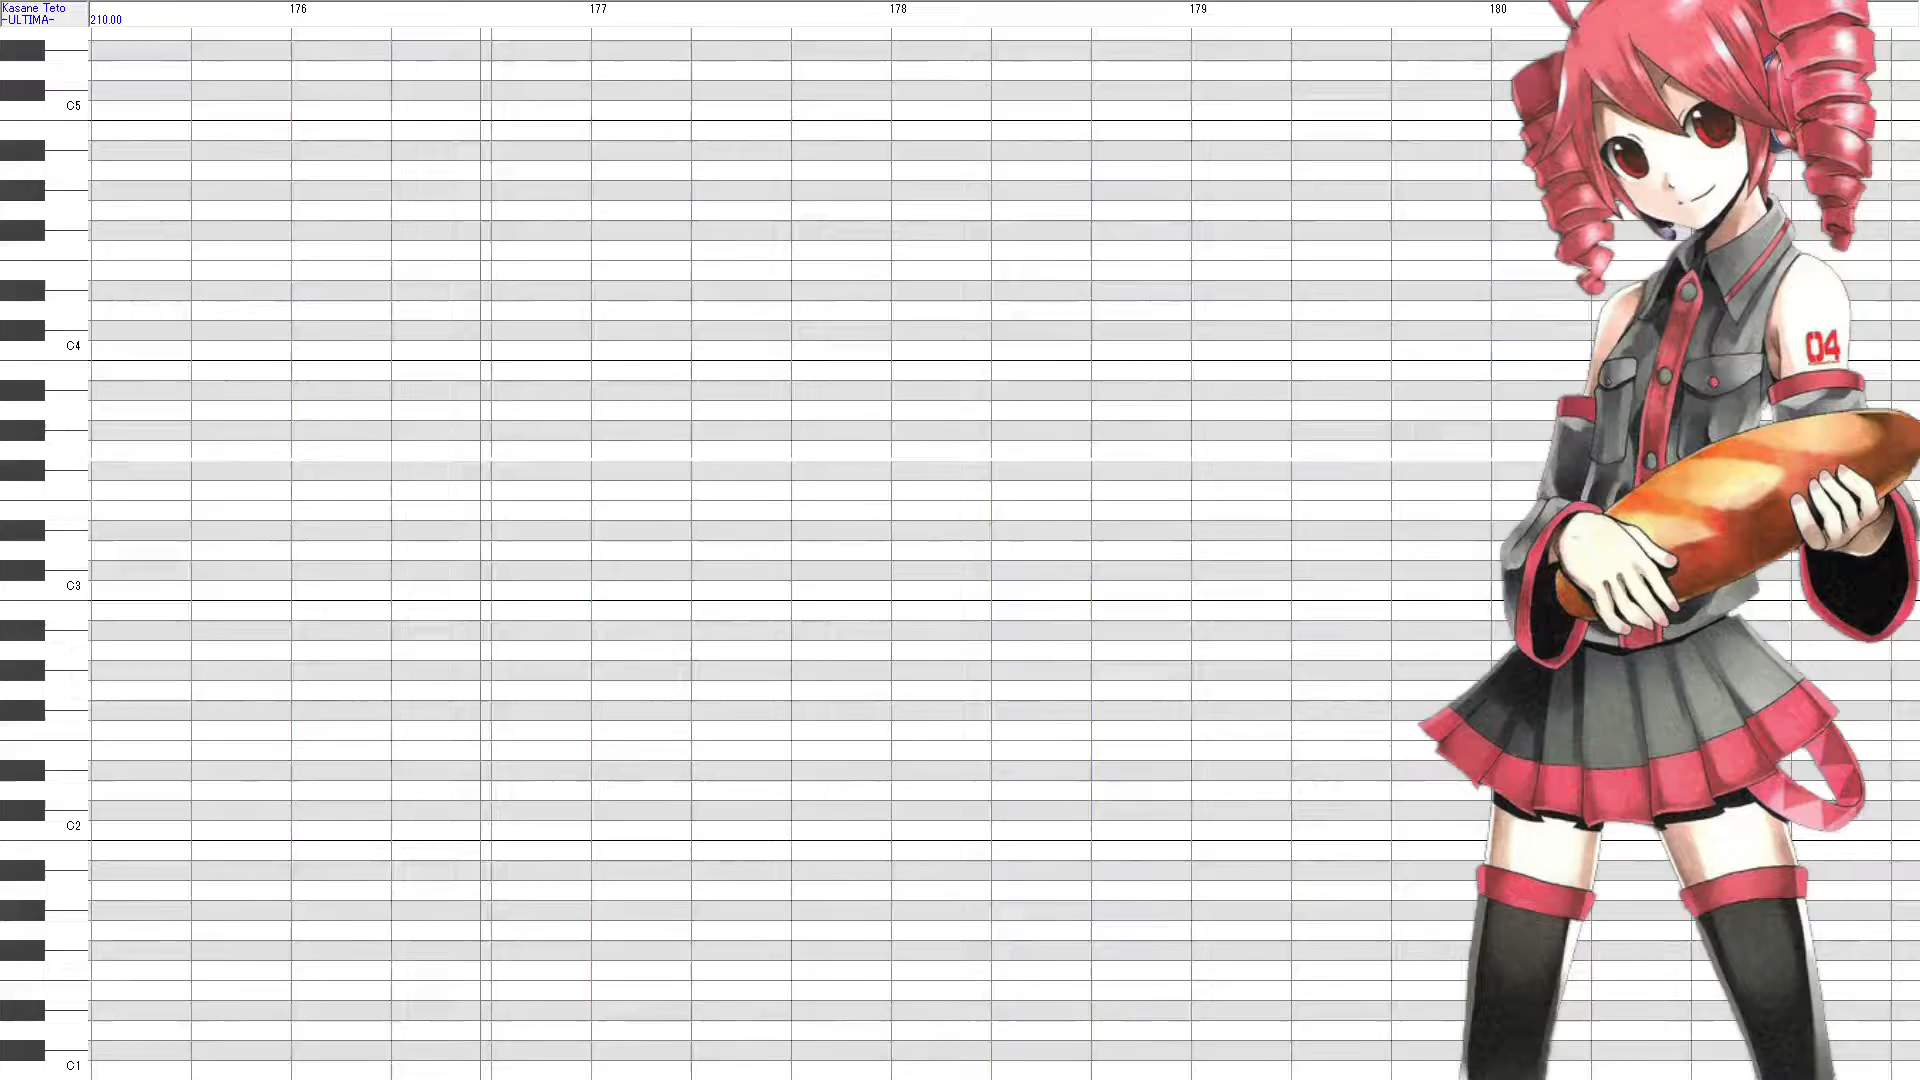 Kasane Teto
-ULTIMA-
210.00
176
177
178
179
180
C5
C4
04
C3
C2
C1